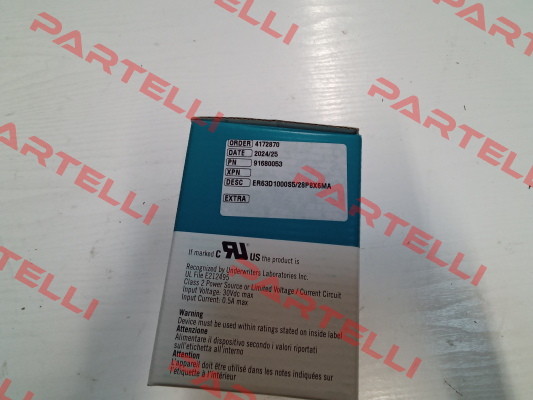 PARTELLI
PARTELLI
PARTELLI
ORDER 4172870
DATE 2024/25
PN 91680053
XPN
DESC ER63D1000S5/28P8X6MA
EXTRA
If marked c RU US the product is
Recognized by Underwriters Laboratories Inc.
UL File E212495
Class 2 Power Source or Limited Voltage / Current Circuit
Input Voltage: 30Vdc max
Input Current: 0.5A max
Warning
Device must be used within ratings stated on inside label
Attenzione
Alimentare il dispositivo secondo i valori riportati
sull'etichetta all'interno
Attention
L'appareil doit être utilisé dans les notes indiquées sur
l'étiquette à l'intérieur
PARTELLI
PARTELLI
PARTELLI